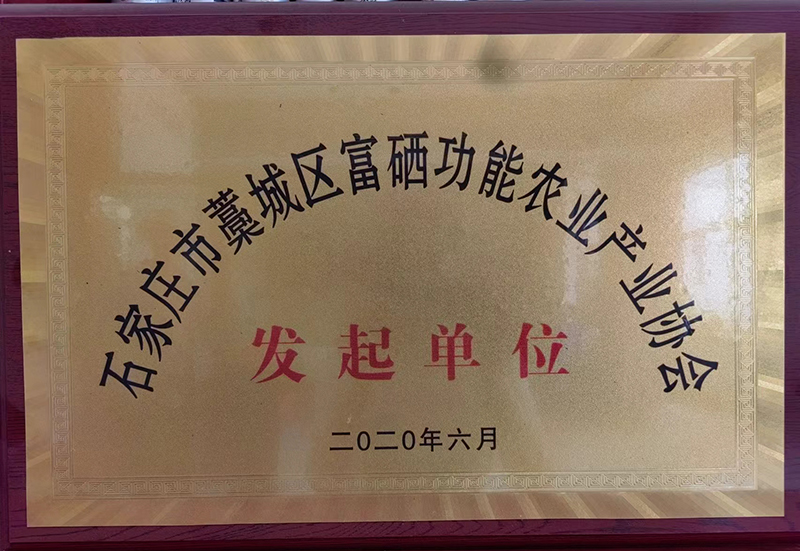 石家庄市藁城区富硒功能农业产业协会
发起单位
二〇二〇年六月